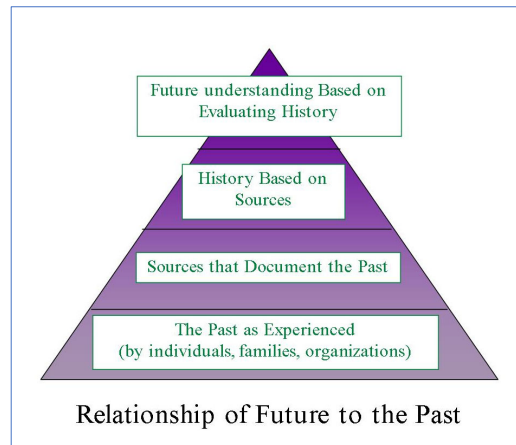 Future understanding Based on
Evaluating History
History Based on
Sources
Sources that Document the Past
The Past as Experienced
(by individuals, families, organizations)
Relationship of Future to the Past